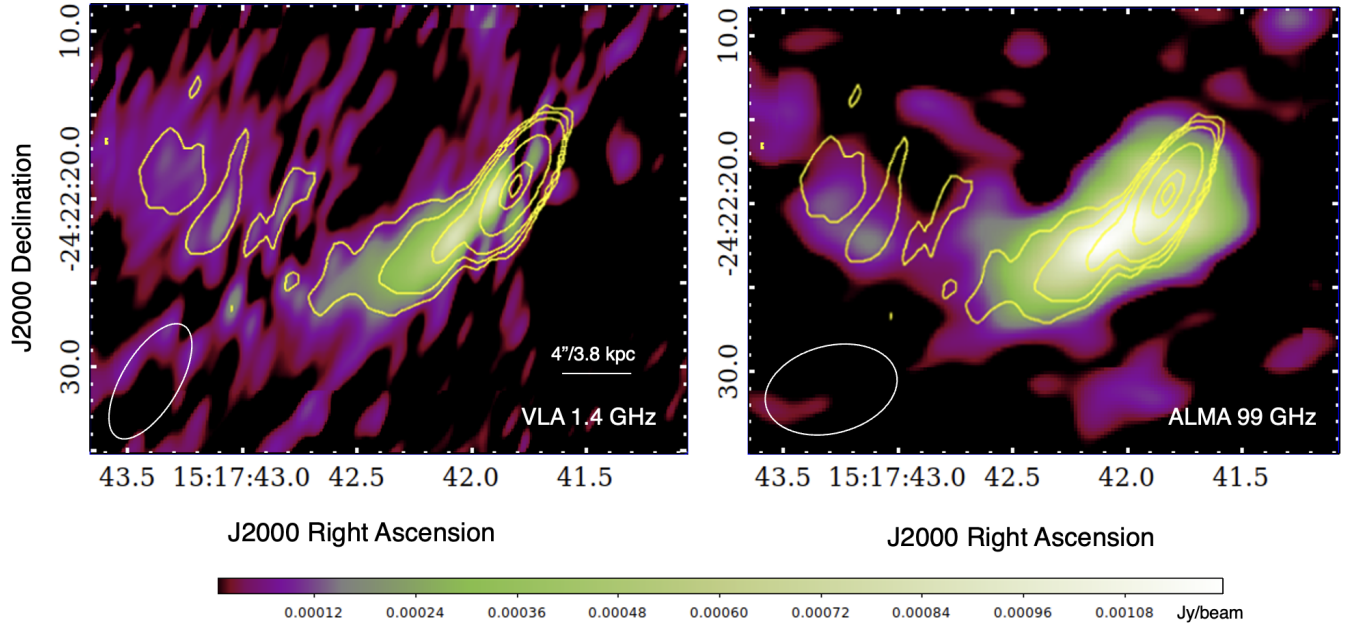 10.0
-24:22:20.0
30.0
J2000 Declination
4”/3.8 kpc
VLA 1.4 GHz
43.5 15:17:43.0 42.5 42.0 41.5
J2000 Right Ascension
10.0
-24:22:20.0
30.0
ALMA 99 GHz
43.5 15:17:43.0 42.5 42.0 41.5
J2000 Right Ascension
0.00012 0.00024 0.00036 0.00048 0.00060 0.00072 0.00084 0.00096 0.00108 Jy/beam